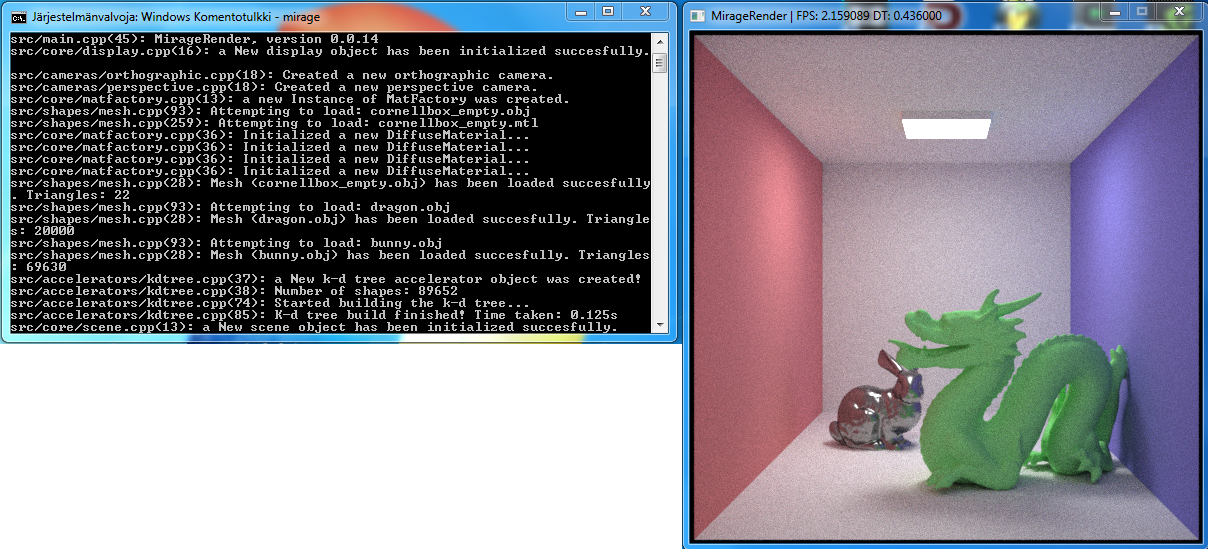 Järjestelmänvalvoja: Windows Komentotulkki - mirage
src/main.cpp(45): MirageRender, version 0.0.14
src/core/display.cpp(16): a New display object has been initialized succesfully.
src/cameras/orthographic.cpp(18): Created a new orthographic camera.
src/cameras/perspective.cpp(18): Created a new perspective camera.
src/core/matfactory.cpp(13): a new Instance of MatFactory was created.
src/shapes/mesh.cpp(93): Attempting to load: cornellbox_empty.obj
src/shapes/mesh.cpp(259): Attempting to load: cornellbox_empty.mtl
src/core/matfactory.cpp(36): Initialized a new DiffuseMaterial...
src/core/matfactory.cpp(36): Initialized a new DiffuseMaterial...
src/core/matfactory.cpp(36): Initialized a new DiffuseMaterial...
src/core/matfactory.cpp(36): Initialized a new DiffuseMaterial...
src/shapes/mesh.cpp(28): Mesh (cornellbox_empty.obj) has been loaded succesfully
. Triangles: 22
src/shapes/mesh.cpp(93): Attempting to load: dragon.obj
src/shapes/mesh.cpp(28): Mesh (dragon.obj) has been loaded succesfully. Triangle
s: 20000
src/shapes/mesh.cpp(93): Attempting to load: bunny.obj
src/shapes/mesh.cpp(28): Mesh (bunny.obj) has been loaded succesfully. Triangles
: 69630
src/accelerators/kdtree.cpp(37): a New k-d tree accelerator object was created!
src/accelerators/kdtree.cpp(38): Number of shapes: 89652
src/accelerators/kdtree.cpp(74): Started building the k-d tree...
src/accelerators/kdtree.cpp(85): K-d tree build finished! Time taken: 0.125s
src/core/scene.cpp(13): a New scene object has been initialized succesfully.
MirageRender | FPS: 2.159089 DT: 0.436000